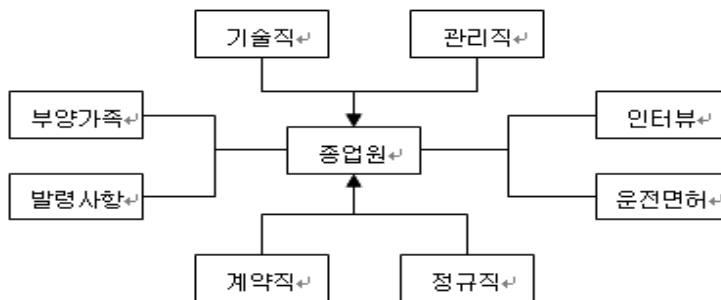 기술직
관리직
부양가족
인터뷰
종업원
발령사항
운전면허
계약직
정규직